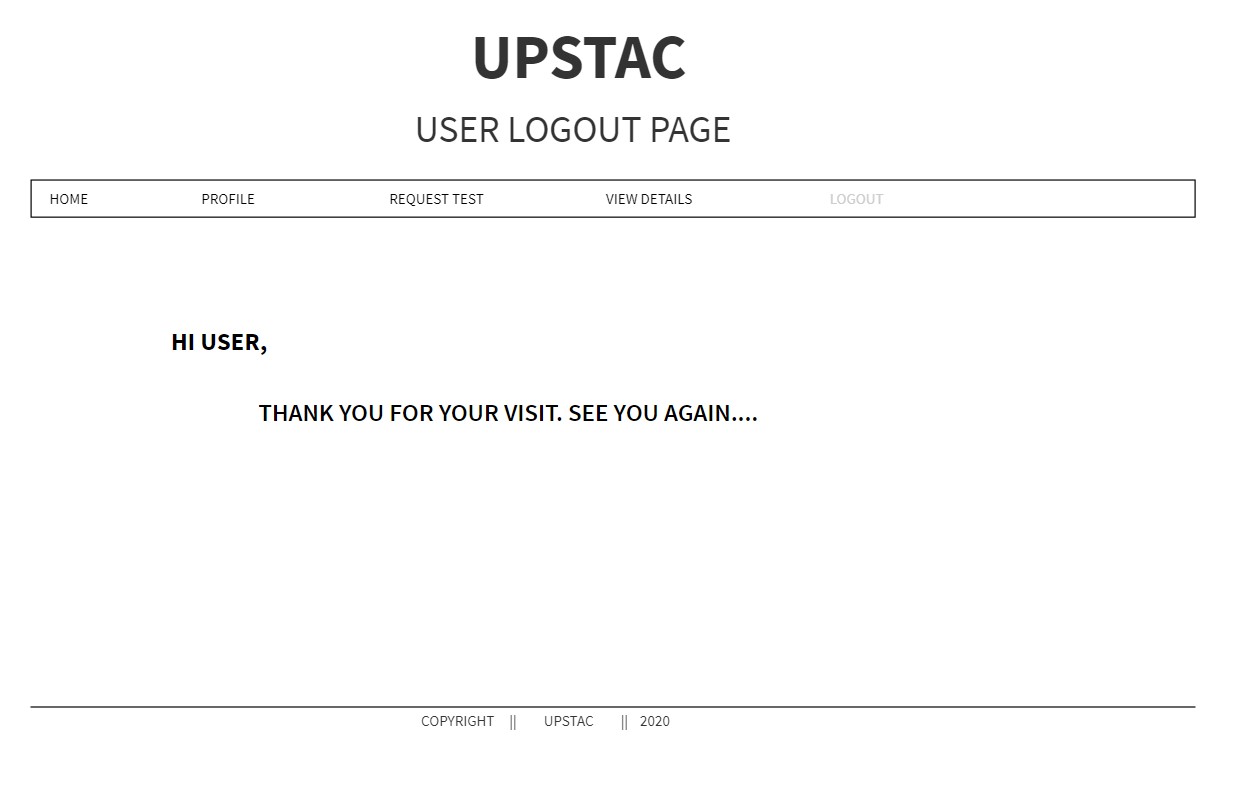 UPSTAC
USER LOGOUT PAGE
HOME PROFILE REQUEST TEST VIEW DETAILS LOGOUT
HI USER,
THANK YOU FOR YOUR VISIT. SEE YOU AGAIN....
COPYRIGHT || UPSTAC || 2020